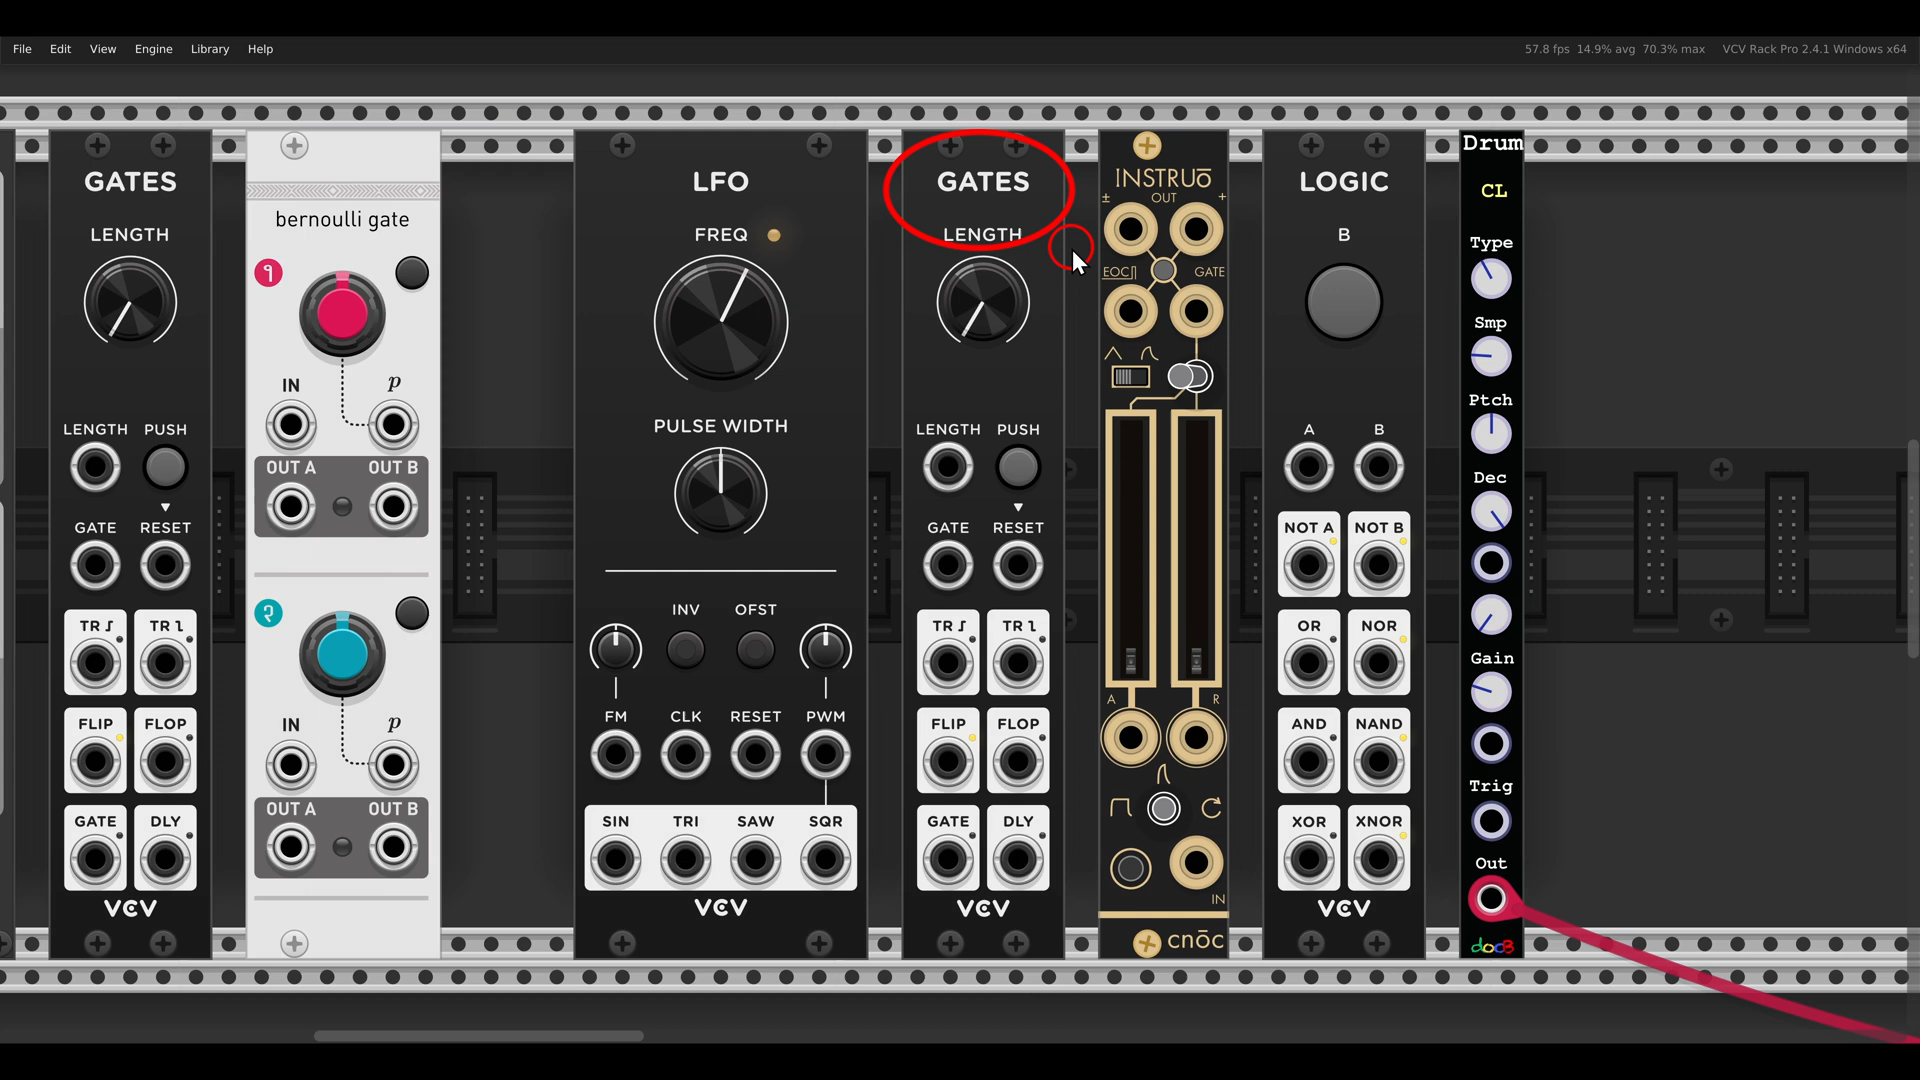 File Edit View Engine Library Help
57.8 fps 14.9% avg 70.3% max VCV Rack Pro 2.4.1 Windows x64
GATES
LENGTH
LENGTH PUSH
GATE RESET
TR TR
FLIP FLOP
GATE DLY
VCV
bernoulli gate
१
IN p
OUT A OUT B
२
IN p
OUT A OUT B
LFO
FREQ
PULSE WIDTH
INV OFST
FM CLK RESET PWM
SIN TRI SAW SQR
VCV
GATES
LENGTH
LENGTH PUSH
GATE RESET
TR TR
FLIP FLOP
GATE DLY
VCV
INSTRUŌ
± OUT +
EOC GATE
A R
IN
cnōc
LOGIC
B
A B
NOT A NOT B
OR NOR
AND NAND
XOR XNOR
VCV
Drum
CL
Type
Smp
Ptch
Dec
Gain
Trig
Out
docB